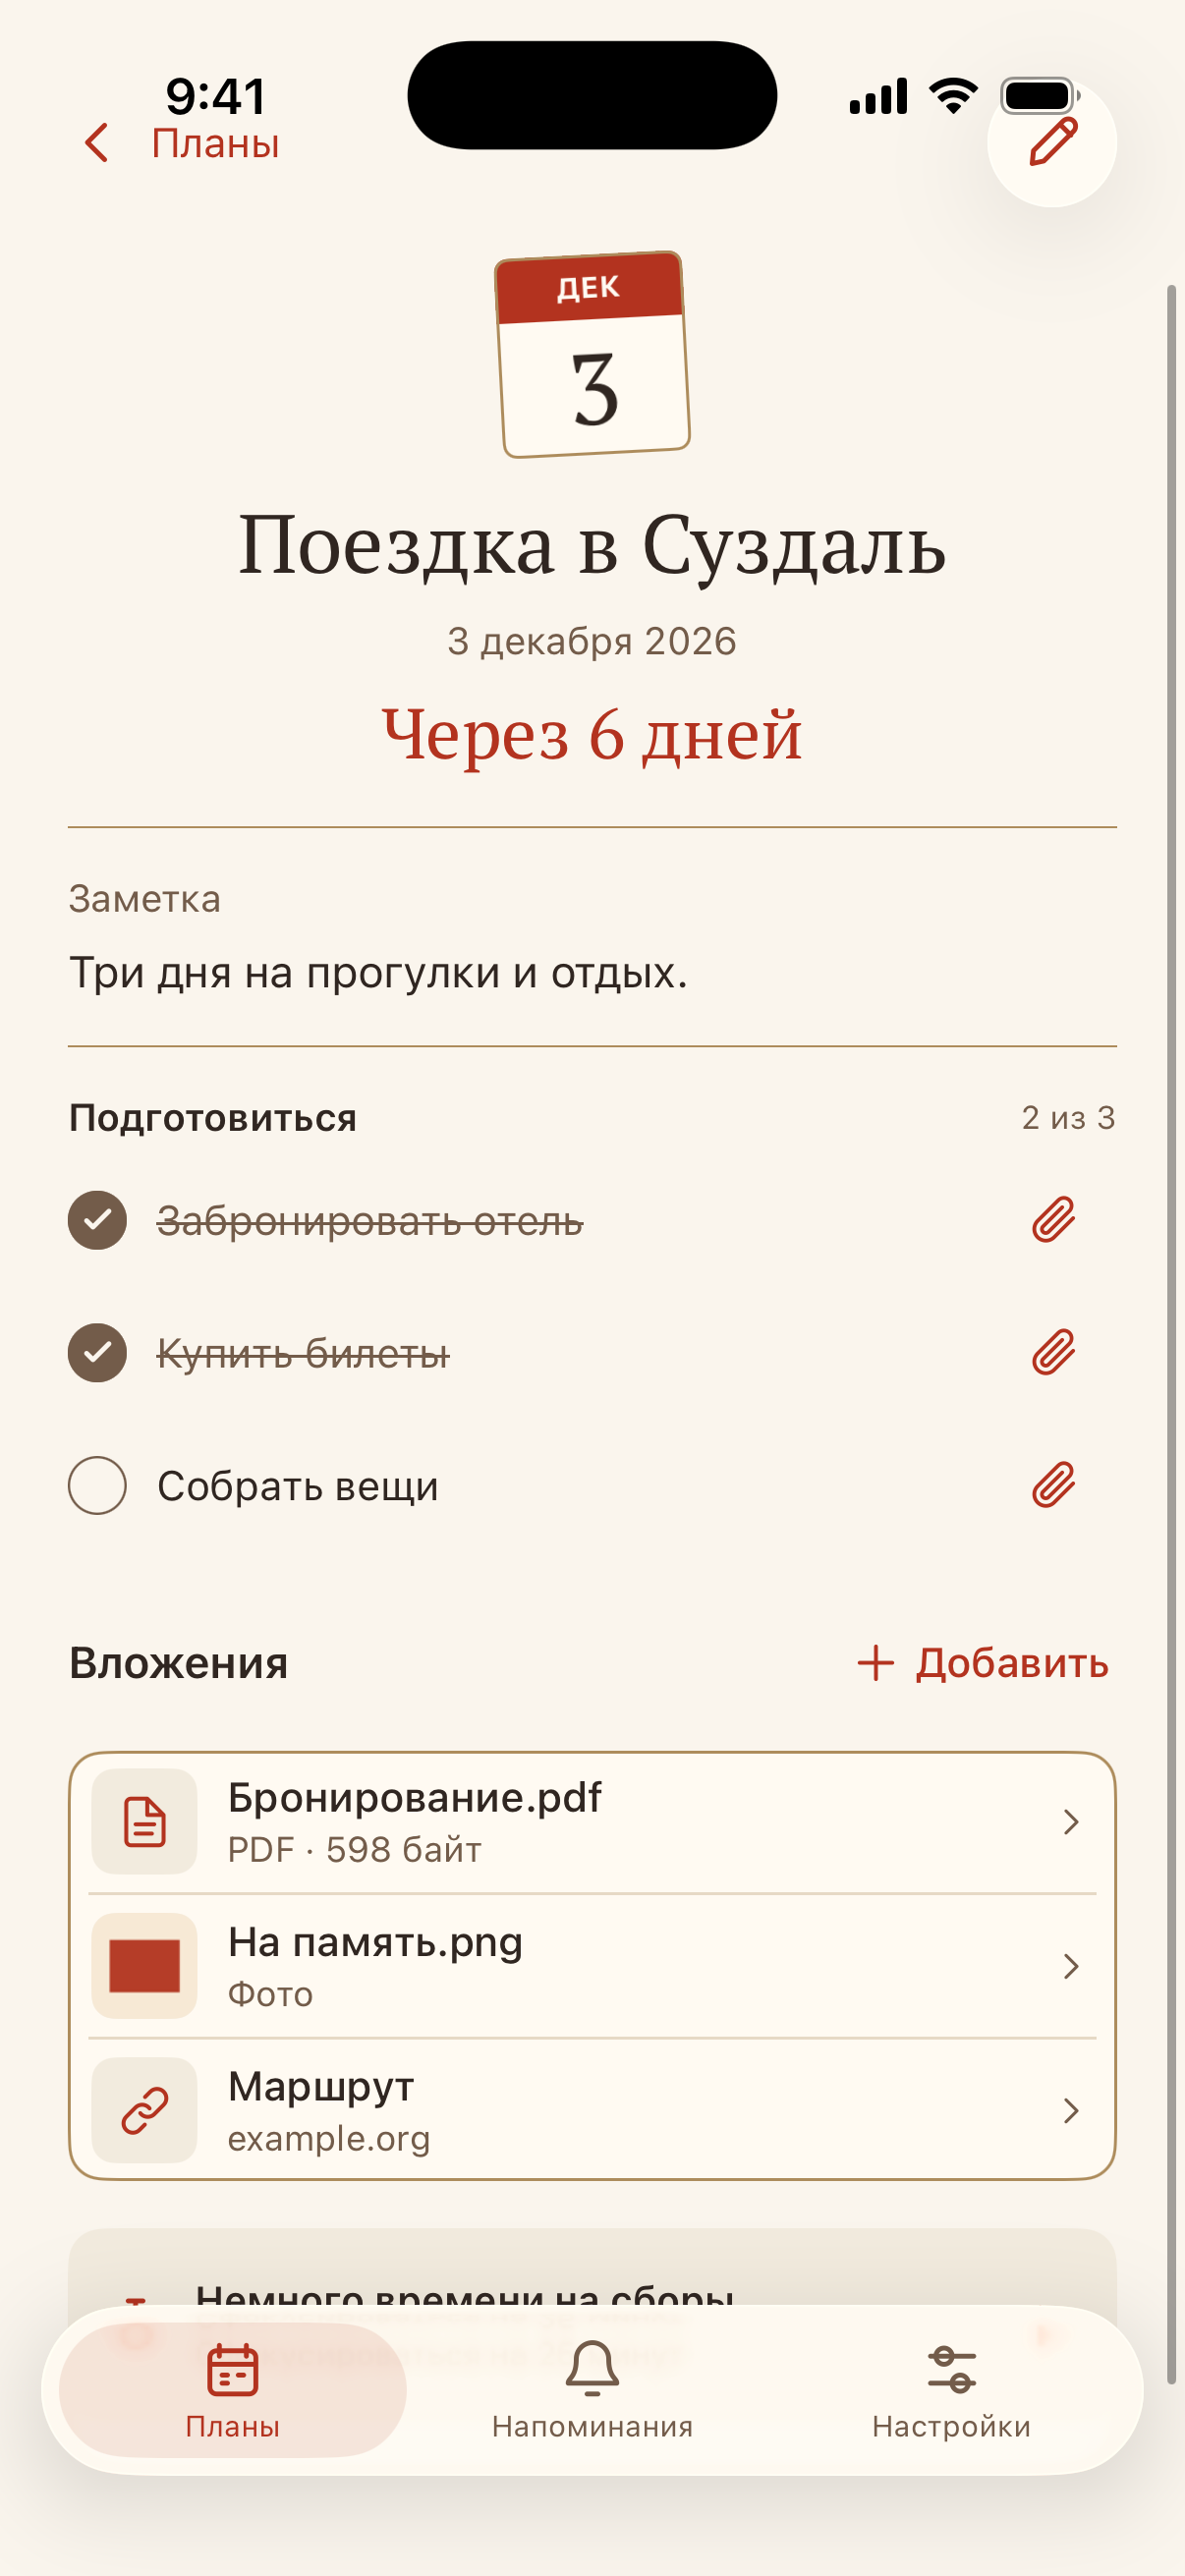 9:41
Планы
ДЕК
3
Поездка в Суздаль
3 декабря 2026
Через 6 дней
Заметка
Три дня на прогулки и отдых.
Подготовиться
2 из 3
Забронировать отель
Купить билеты
Собрать вещи
Вложения
Добавить
Бронирование.pdf
PDF · 598 байт
На память.png
Фото
Маршрут
example.org
Немного времени на сборы
Планы
Напоминания
Настройки